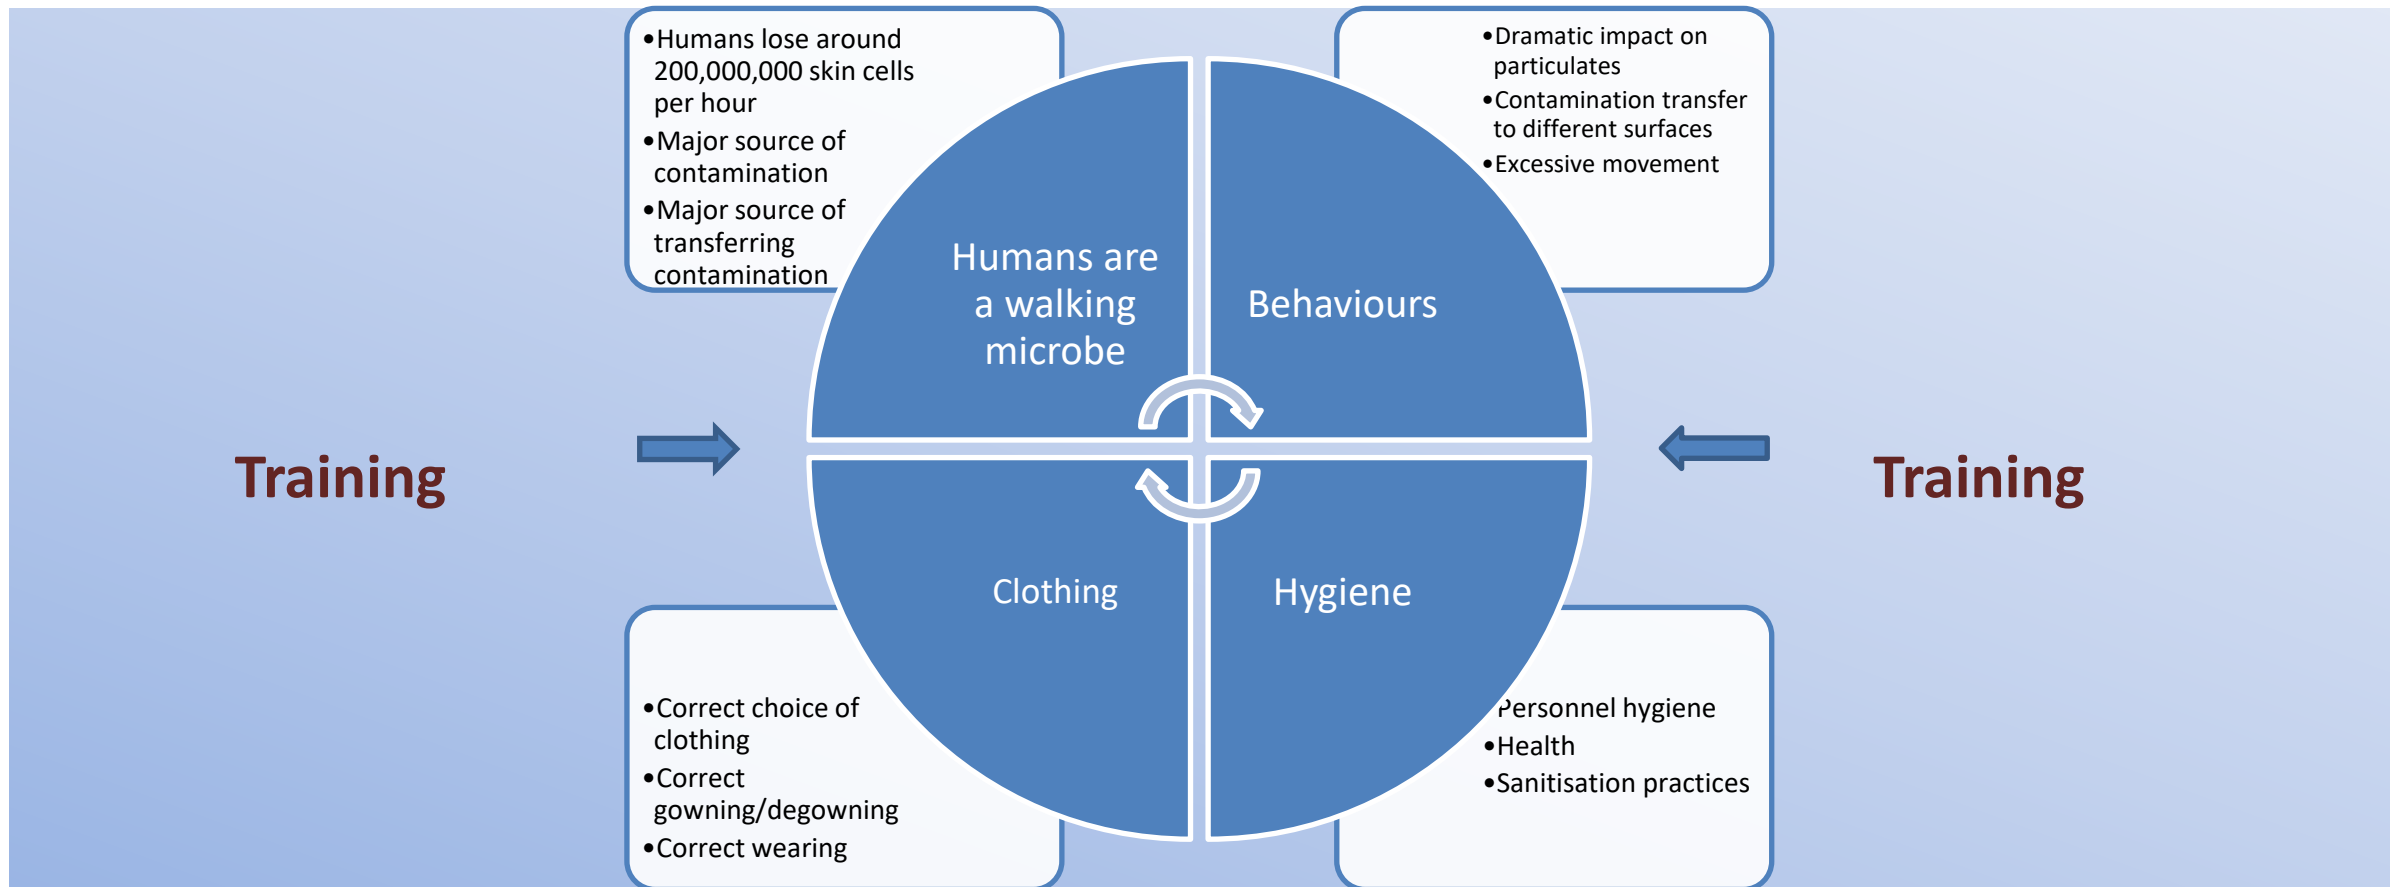 •Humans lose around
200,000,000 skin cells
per hour
•Major source of
contamination
•Major source of
transferring
contamination
•Dramatic impact on
particulates
•Contamination transfer
to different surfaces
•Excessive movement
Humans are
a walking
microbe
Behaviours
Training
Training
Clothing
Hygiene
•Correct choice of
clothing
•Correct
gowning/degowning
•Correct wearing
Personnel hygiene
•Health
•Sanitisation practices